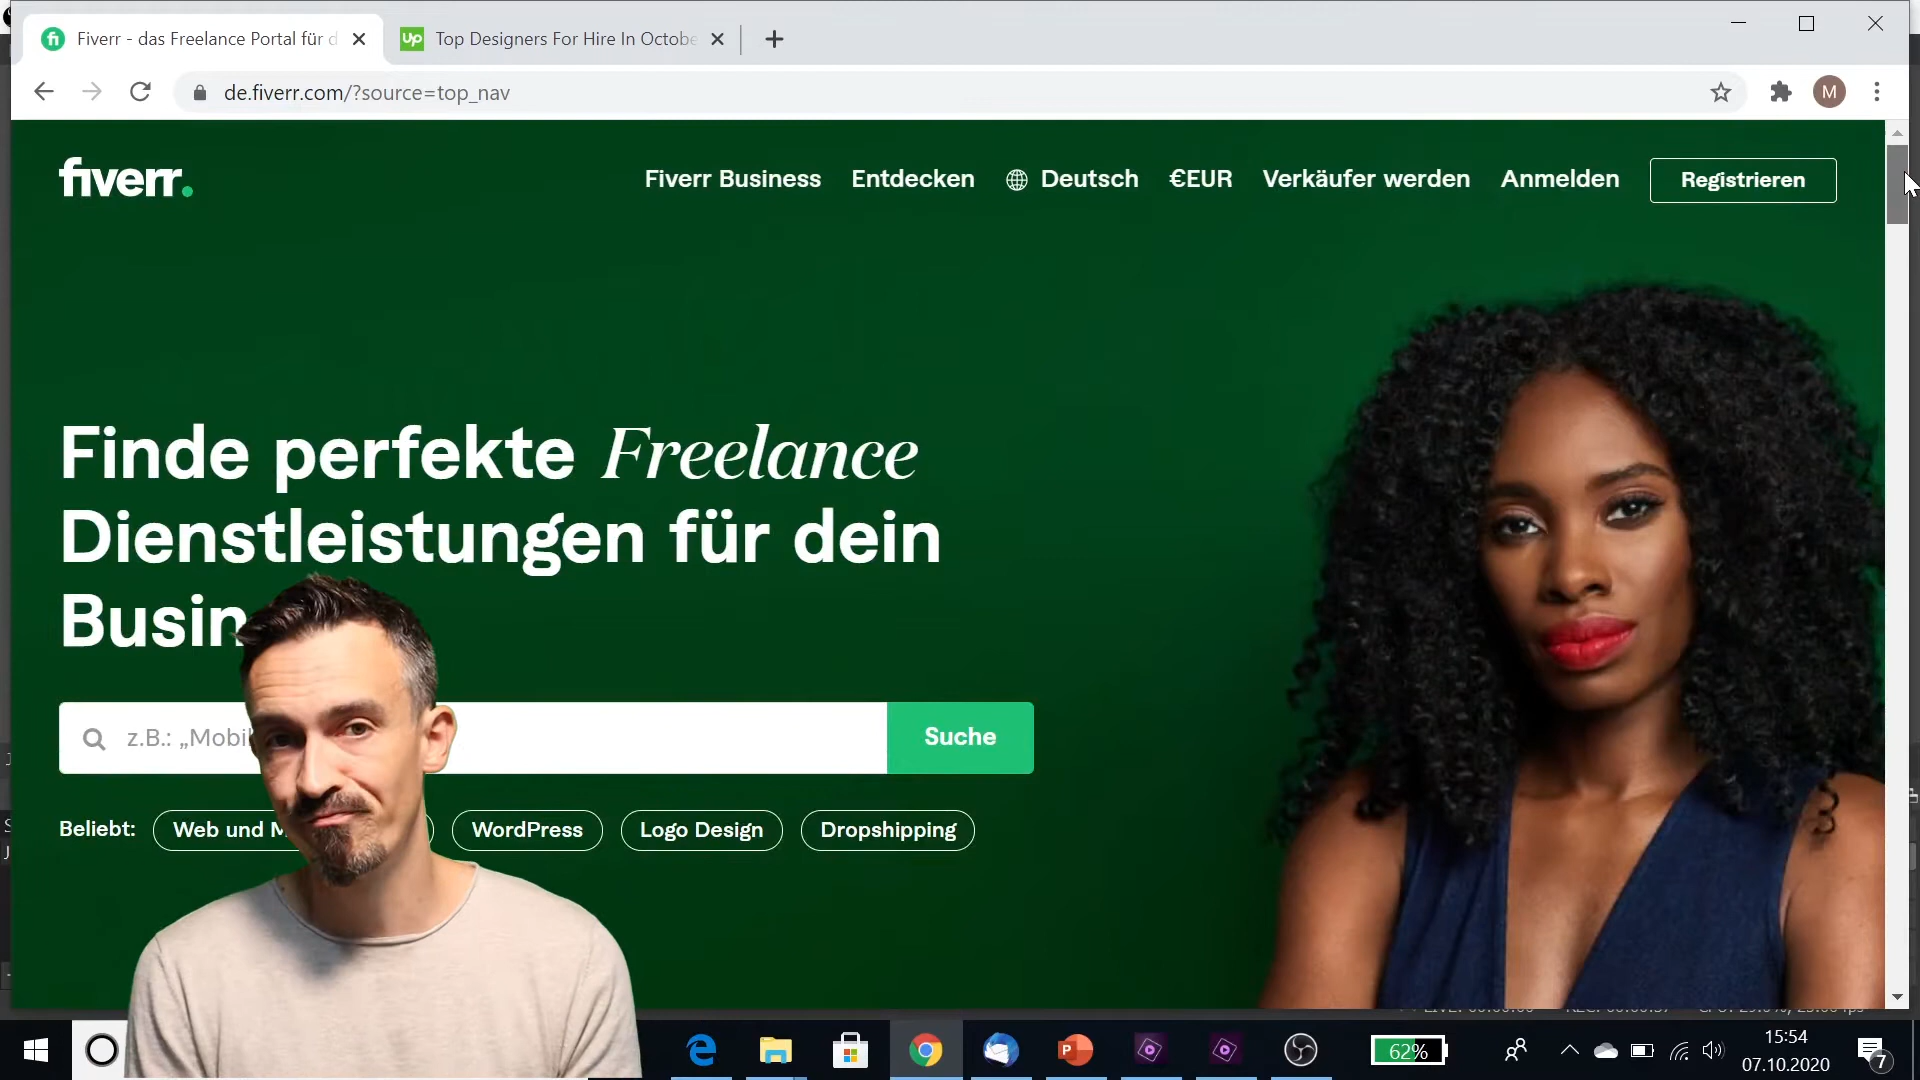 Fiverr - das Freelance Portal für d
Top Designers For Hire In Octobe
de.fiverr.com/?source=top_nav
M
fiverr.
Fiverr Business
Entdecken
Deutsch
€EUR
Verkäufer werden
Anmelden
Registrieren
Finde perfekte Freelance
Dienstleistungen für dein
Busin
z.B.: „Mobil
Suche
Beliebt:
Web und M
WordPress
Logo Design
Dropshipping
62%
15:54
07.10.2020
7